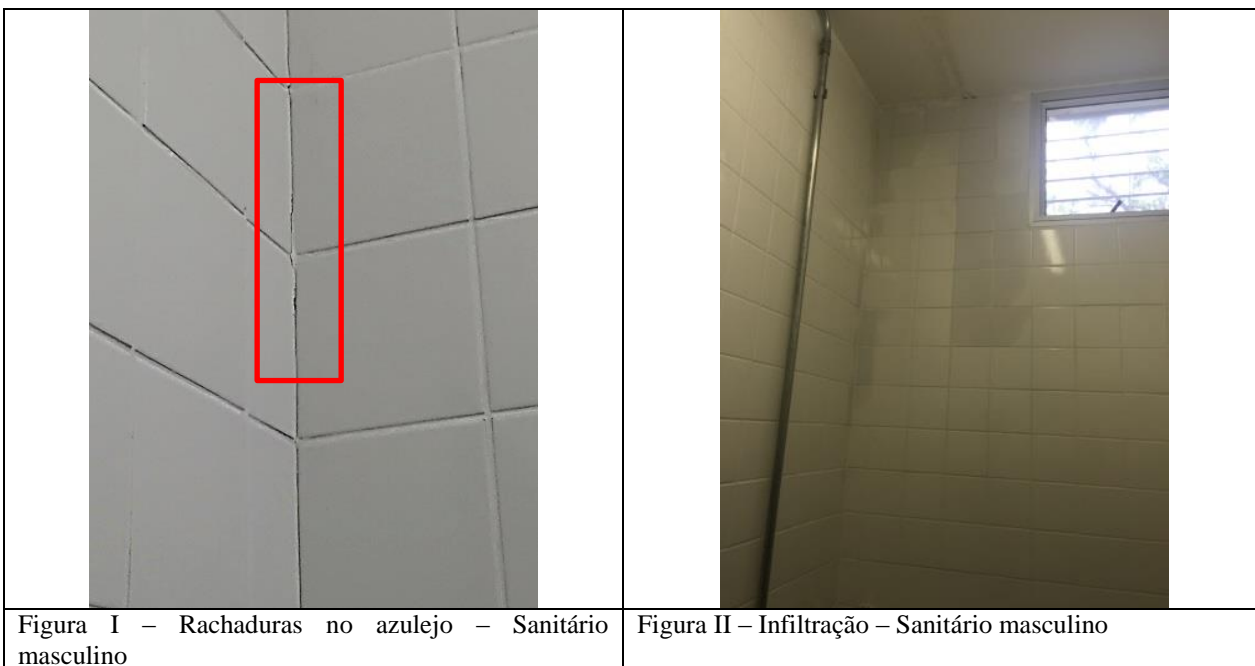 Figura I – Rachaduras no azulejo – Sanitário
masculino
Figura II – Infiltração – Sanitário masculino